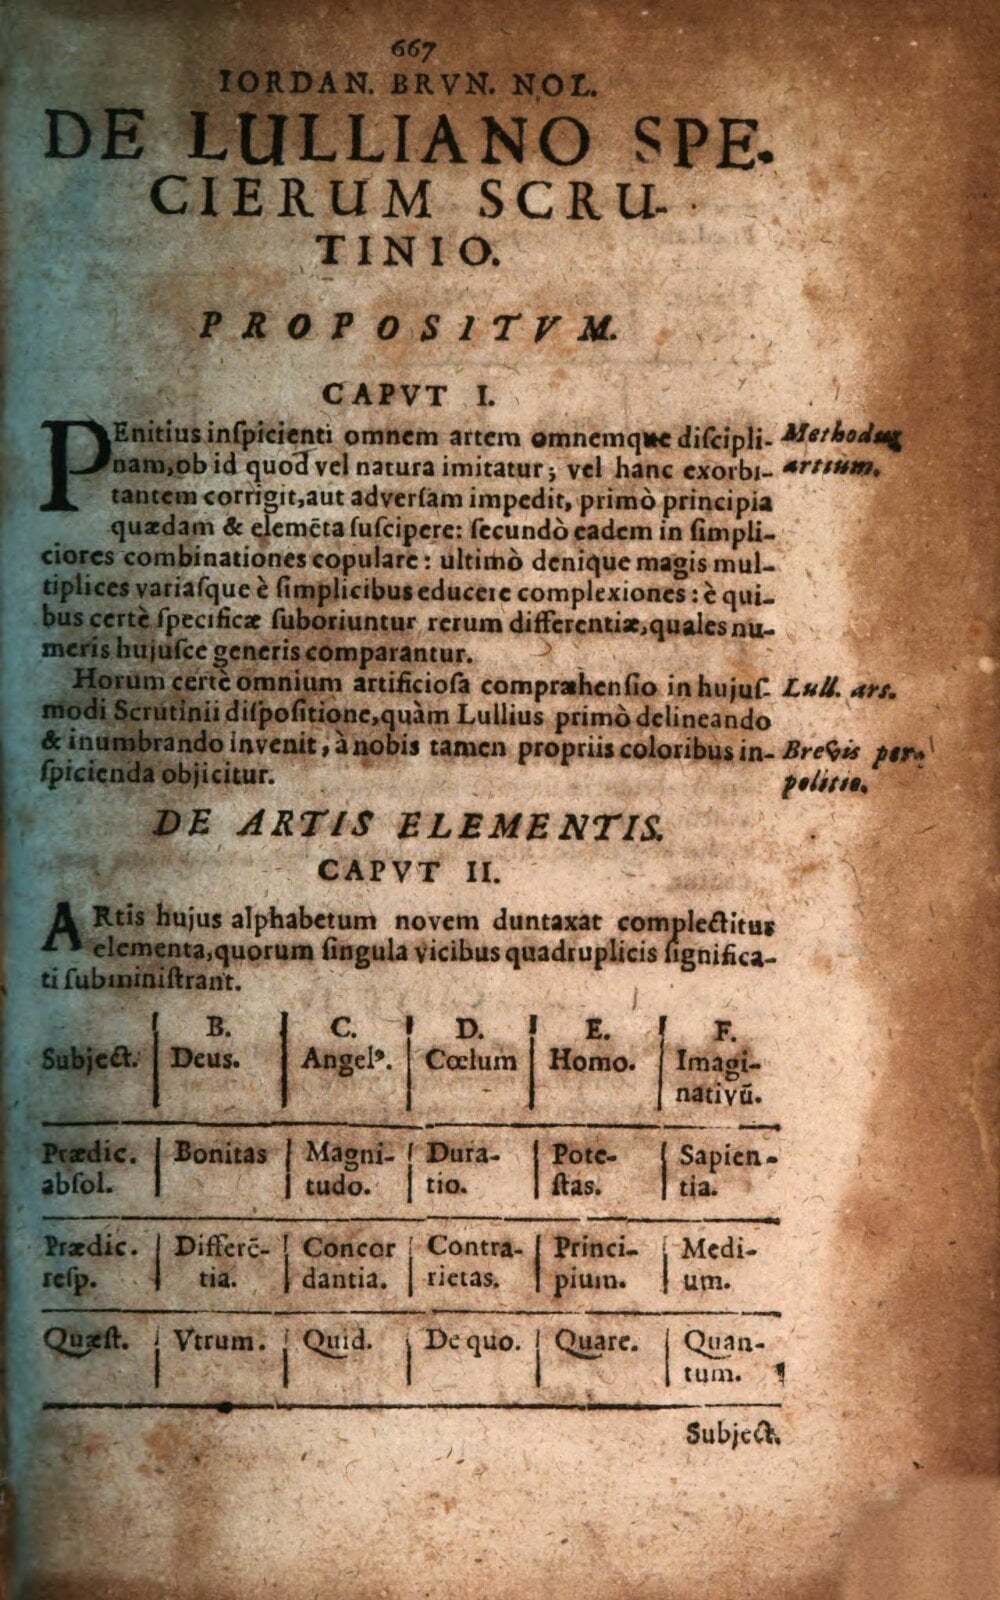 667
IORDAN. BRVN. NOL.
DE LULLIANO SPE-
CIERUM SCRU-
TINIO.
PROPOSITVM.
CAPVT I.
PEnitius inſpicienti omnem artem omnemque diſcipli- Methodus
nam, ob id quod vel natura imitatur; vel hanc exorbi- artium.
tantem corrigit, aut adverſam impedit, primò principia
quædam & elemēta ſuſcipere: ſecundò eadem in ſimpli-
ciores combinationes copulare: ultimò denique magis mul-
tiplices variaſque è ſimplicibus educere complexiones: è qui-
bus certè ſpecificæ ſuboriuntur rerum differentiæ, quales nu-
meris hujuſce generis comparantur.
Horum certè omnium artificioſa compræhenſio in hujuſ- Lull. ars.
modi Scrutinii diſpoſitione, quàm Lullius primò delineando
& inumbrando invenit, à nobis tamen propriis coloribus in- Brevis per-
ſpicienda objicitur. politio.
DE ARTIS ELEMENTIS.
CAPVT II.
ARtis hujus alphabetum novem duntaxat complectitur
elementa, quorum ſingula vicibus quadruplicis ſignifica-
ti ſubminiſtrant.
B. C. D. E. F.
Subject. Deus. Angelꝰ. Cœlum Homo. Imagi-
nativū.
Prædic. Bonitas Magni- Dura- Pote- Sapien-
abſol. tudo. tio. ſtas. tia.
Prædic. Differē- Concor Contra- Princi- Medi-
reſp. tia. dantia. rietas. pium. um.
Quæſt. Vtrum. Quid. De quo. Quare. Quan-
tum.
Subject.